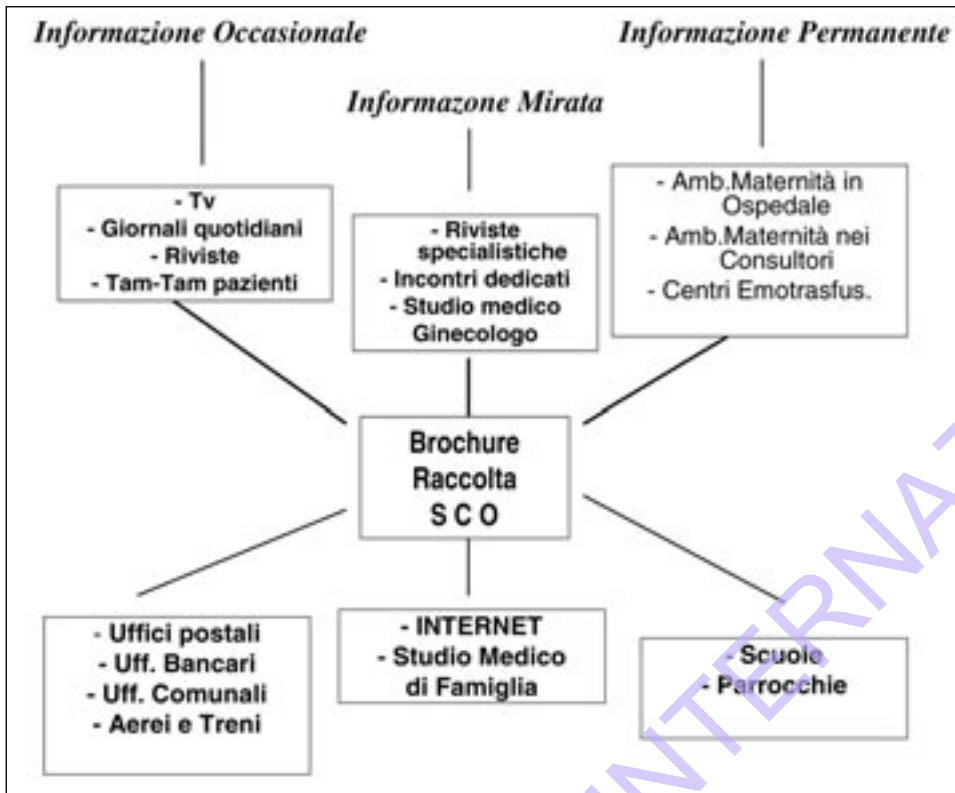 Informazione Occasionale
Informazione Permanente
Informazone Mirata
- Tv
- Giornali quotidiani
- Riviste
- Tam-Tam pazienti
- Riviste
specialistiche
- Incontri dedicati
- Studio medico
Ginecologo
- Amb.Maternità in
Ospedale
- Amb.Maternità nei
Consultori
- Centri Emotrasfus.
Brochure
Raccolta
S C O
- Uffici postali
- Uff. Bancari
- Uff. Comunali
- Aerei e Treni
- INTERNET
- Studio Medico
di Famiglia
- Scuole
- Parrocchie